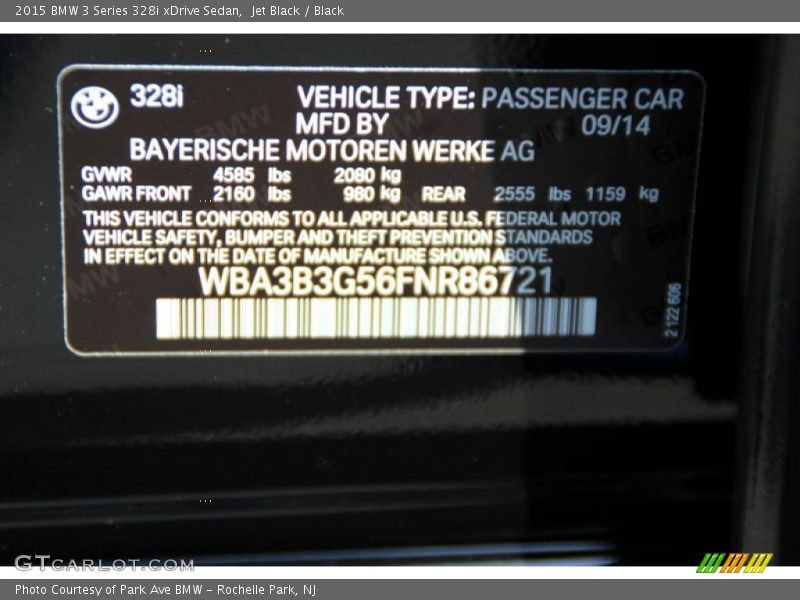 2015 BMW 3 Series 328i xDrive Sedan,  Jet Black / Black
328i VEHICLE TYPE: PASSENGER CAR
MFD BY 09/14
BAYERISCHE MOTOREN WERKE AG
GVWR 4585 lbs 2080 kg
GAWR FRONT 2160 lbs 980 kg REAR 2555 lbs 1159 kg
THIS VEHICLE CONFORMS TO ALL APPLICABLE U.S. FEDERAL MOTOR
VEHICLE SAFETY, BUMPER AND THEFT PREVENTION STANDARDS
IN EFFECT ON THE DATE OF MANUFACTURE SHOWN ABOVE.
WBA3B3G56FNR86721
2 122 606
GTCARLOT.COM
Photo Courtesy of Park Ave BMW - Rochelle Park, NJ